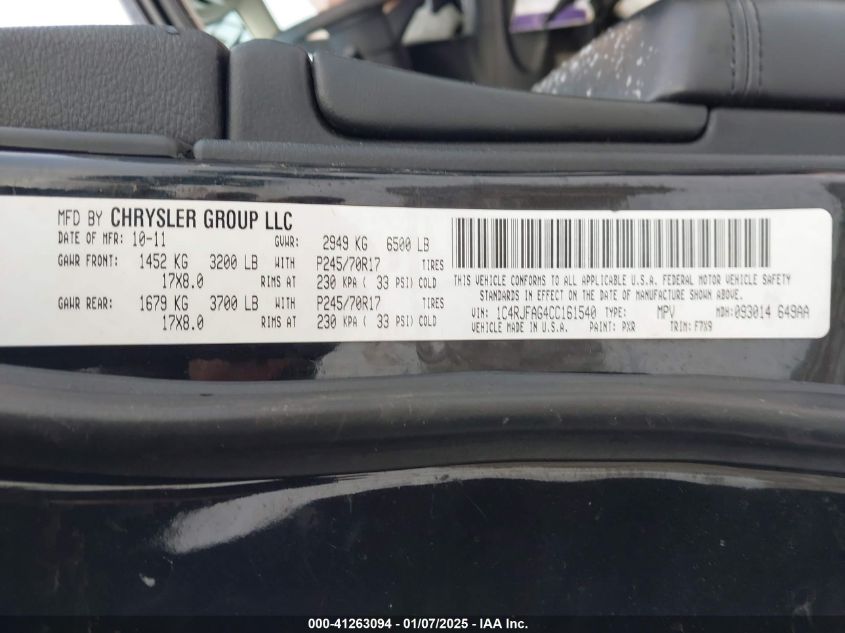 MFD BY CHRYSLER GROUP LLC
DATE OF MFR: 10-11 GVWR: 2949 KG 6500 LB
GAWR FRONT: 1452 KG 3200 LB WITH P245/70R17 TIRES
17X8.0 RIMS AT 230 KPA ( 33 PSI) COLD
GAWR REAR: 1679 KG 3700 LB WITH P245/70R17 TIRES
17X8.0 RIMS AT 230 KPA ( 33 PSI) COLD
THIS VEHICLE CONFORMS TO ALL APPLICABLE U.S.A. FEDERAL MOTOR VEHICLE SAFETY
STANDARDS IN EFFECT ON THE DATE OF MANUFACTURE SHOWN ABOVE.
VIN: 1C4RJFAG4CC161540 TYPE: MPV MDH: 093014 649AA
VEHICLE MADE IN U.S.A. PAINT: PXR TRIM: F7X9
000-41263094 - 01/07/2025 - IAA Inc.